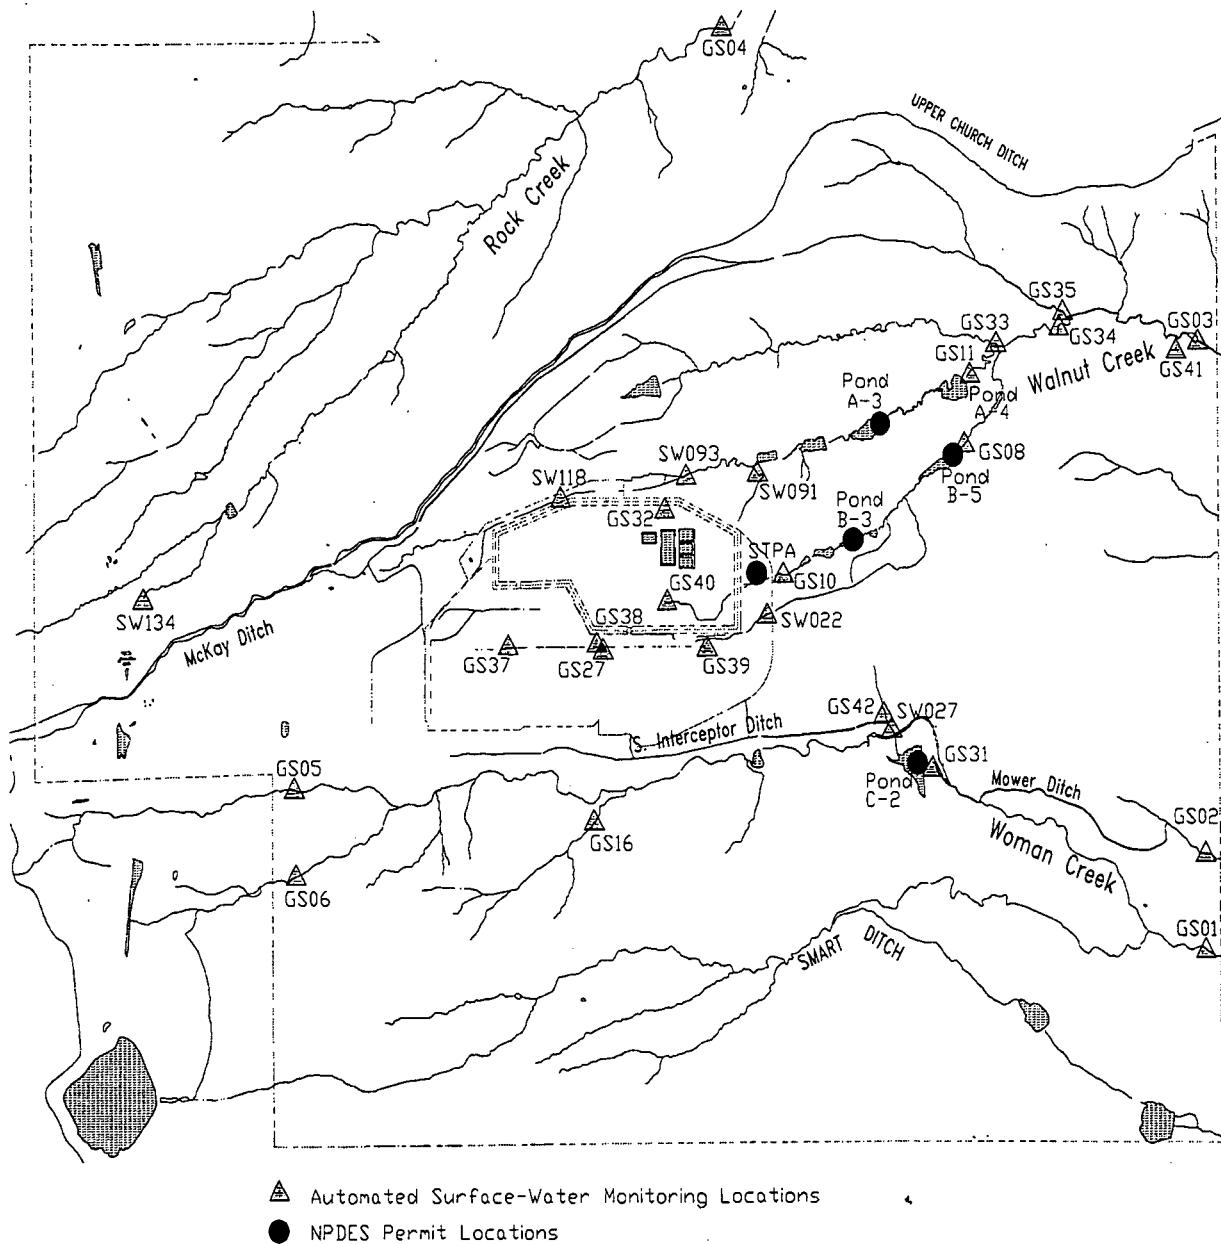 GS04
UPPER CHURCH DITCH
Rock Creek
GS35
GS03
GS33
GS34
GS11
GS41
Walnut Creek
Pond
A-3
Pond
A-4
SW093
GS08
SW118
SW091
Pond
B-5
Pond
B-3
GS32
STPA
GS40
GS10
SW134
McKay Ditch
GS38
SW022
GS37
GS27
GS39
GS42
SW027
S. Interceptor Ditch
GS31
GS05
Pond
C-2
Mower Ditch
GS02
GS16
Woman Creek
GS06
GS01
SMART DITCH
Automated Surface-Water Monitoring Locations
NPDES Permit Locations